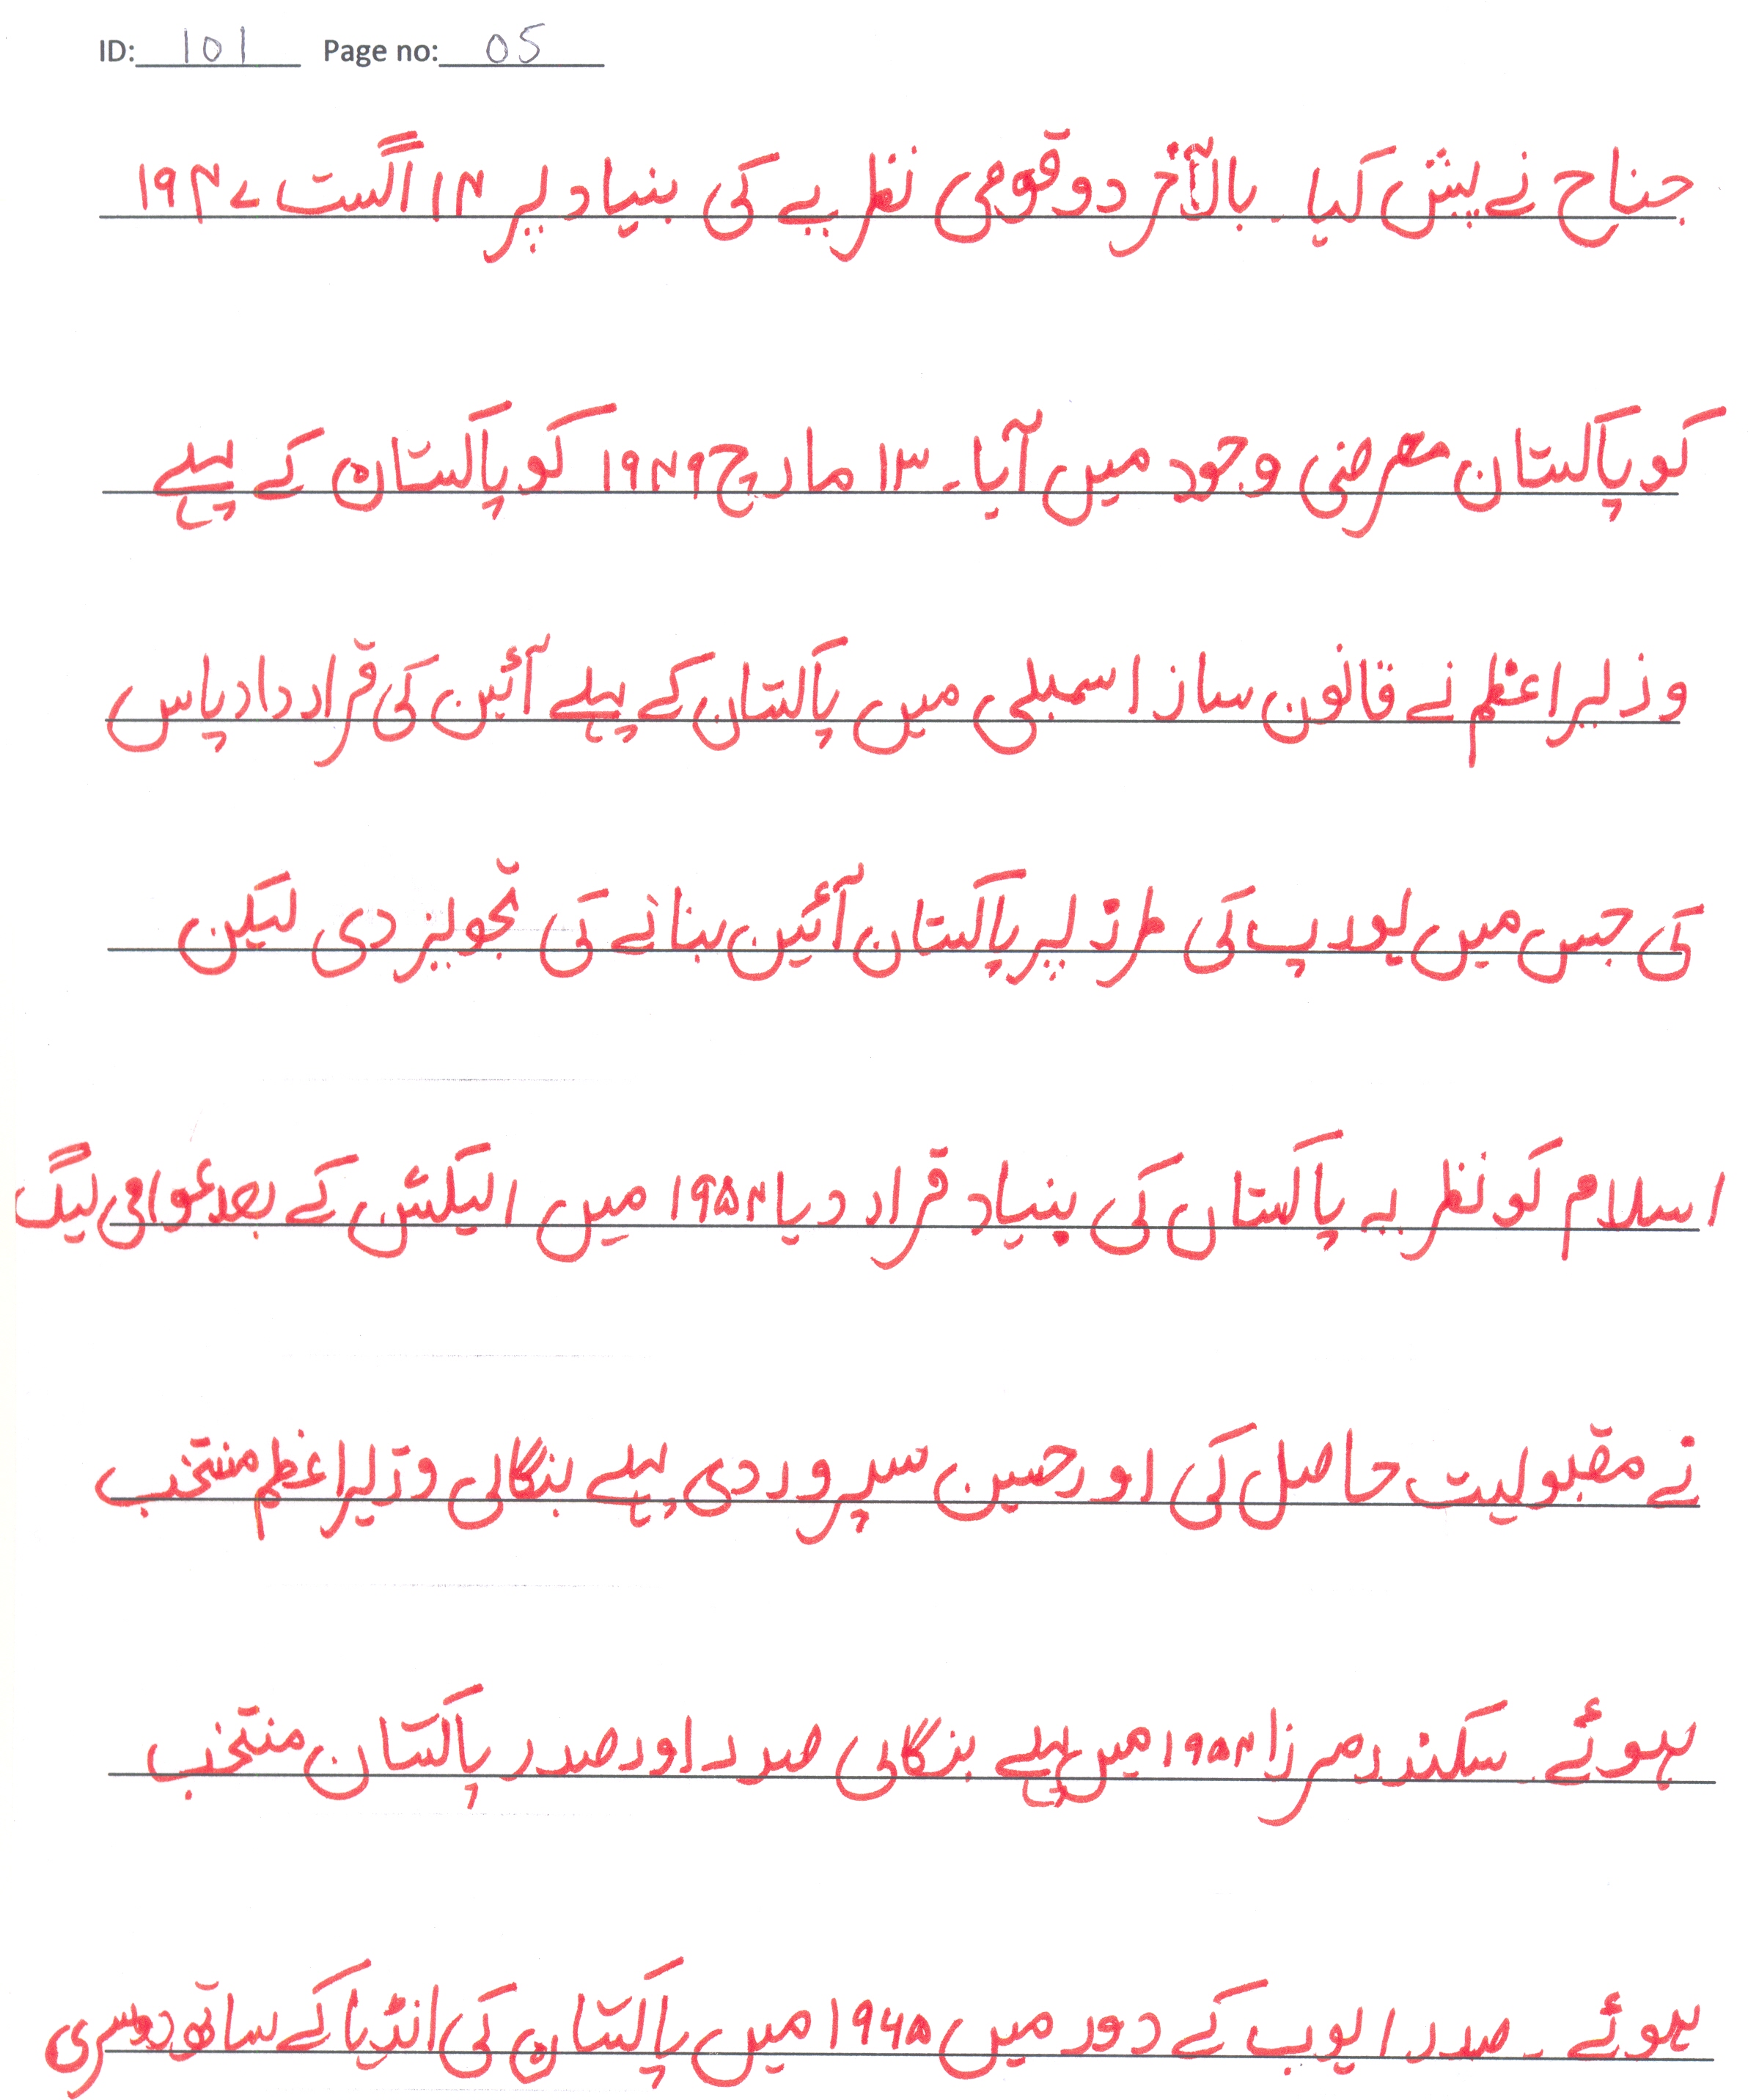 ID: 101 Page no: 05
جناح نے پیش کیا۔ بالآخر دو قومی نظریے کی بنیاد پر ۱۴ اگست ۱۹۴۷
کو پاکستان معرضی وجود میں آیا۔ ۱۳ مارچ ۱۹۴۹ کو پاکستان کے پہلے
وزیراعظم نے قانون ساز اسمبلی میں پاکستان کے پہلے آئین کی قرارداد پاس
کی جس میں یورپ کی طرز پر پاکستان آئین بنانے کی تجویز دی لیکن
اسلام کو نظریہ پاکستان کی بنیاد قرار دیا ۱۹۵۴ میں الیکشن کے بعد عوامی لیگ
نے مقبولیت حاصل کی اور حسین سہروردی پہلے بنگالی وزیراعظم منتخب
ہوئے۔ سکندر مرزا ۱۹۵۴ میں پہلے بنگالی صدر اور صدر پاکستان منتخب
ہوئے۔ صدر ایوب کے دور میں ۱۹۶۵ میں پاکستان کی انڈیا کے ساتھ دوسری